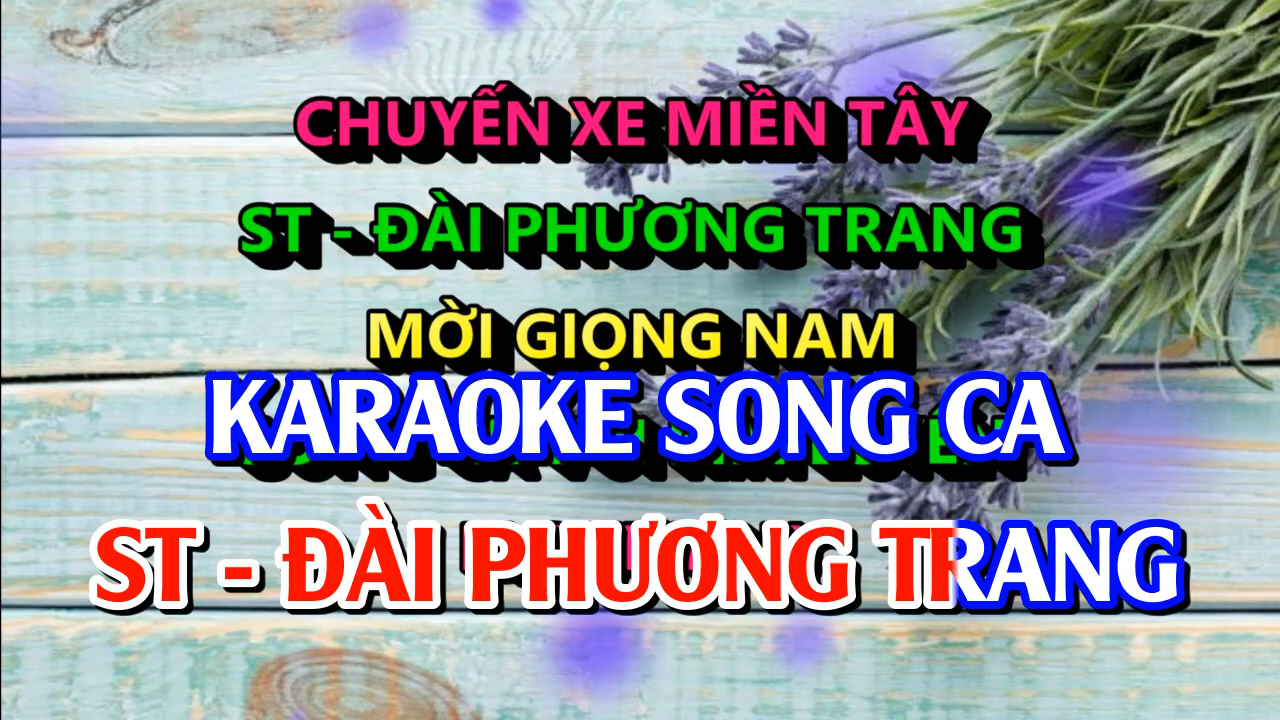 CHUYẾN XE MIỀN TÂY
ST - ĐÀI PHƯƠNG TRANG
MỜI GIỌNG NAM
KARAOKE SONG CA
ST - ĐÀI PHƯƠNG TRANG